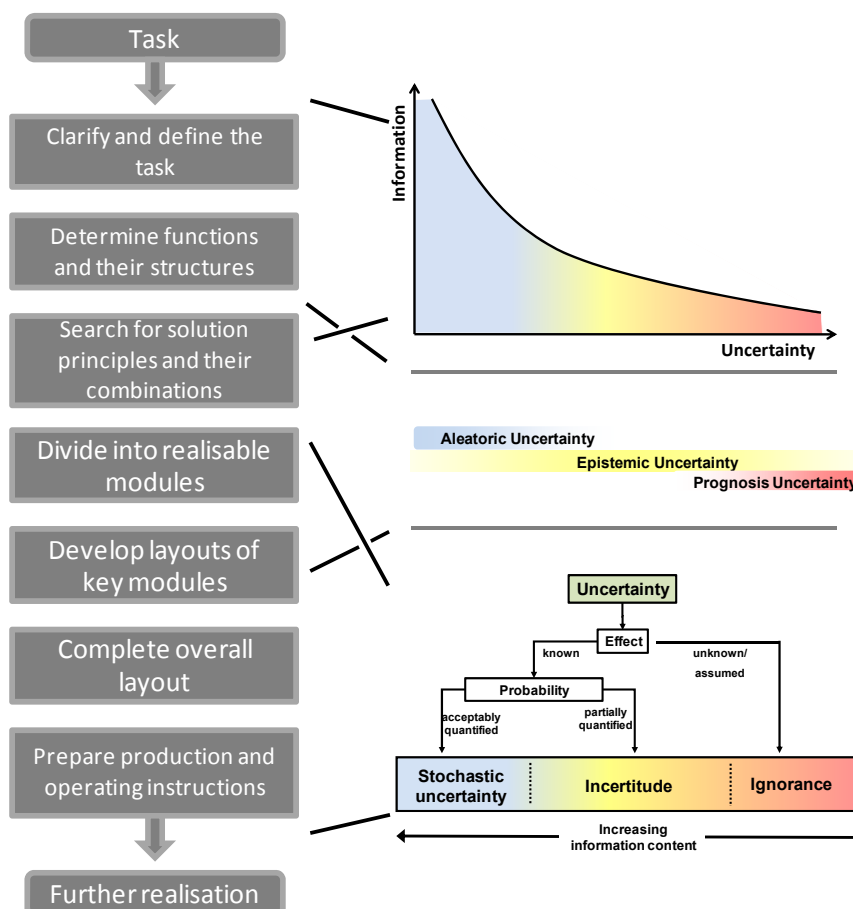 Task
Clarify and define the
task
Determine functions
and their structures
Search for solution
principles and their
combinations
Divide into realisable
modules
Develop layouts of
key modules
Complete overall
layout
Prepare production and
operating instructions
Further realisation
Information
Uncertainty
Aleatoric Uncertainty
Epistemic Uncertainty
Prognosis Uncertainty
Uncertainty
Effect
known
unknown/
assumed
Probability
acceptably
quantified
partially
quantified
Stochastic
uncertainty
Incertitude
Ignorance
Increasing
information content